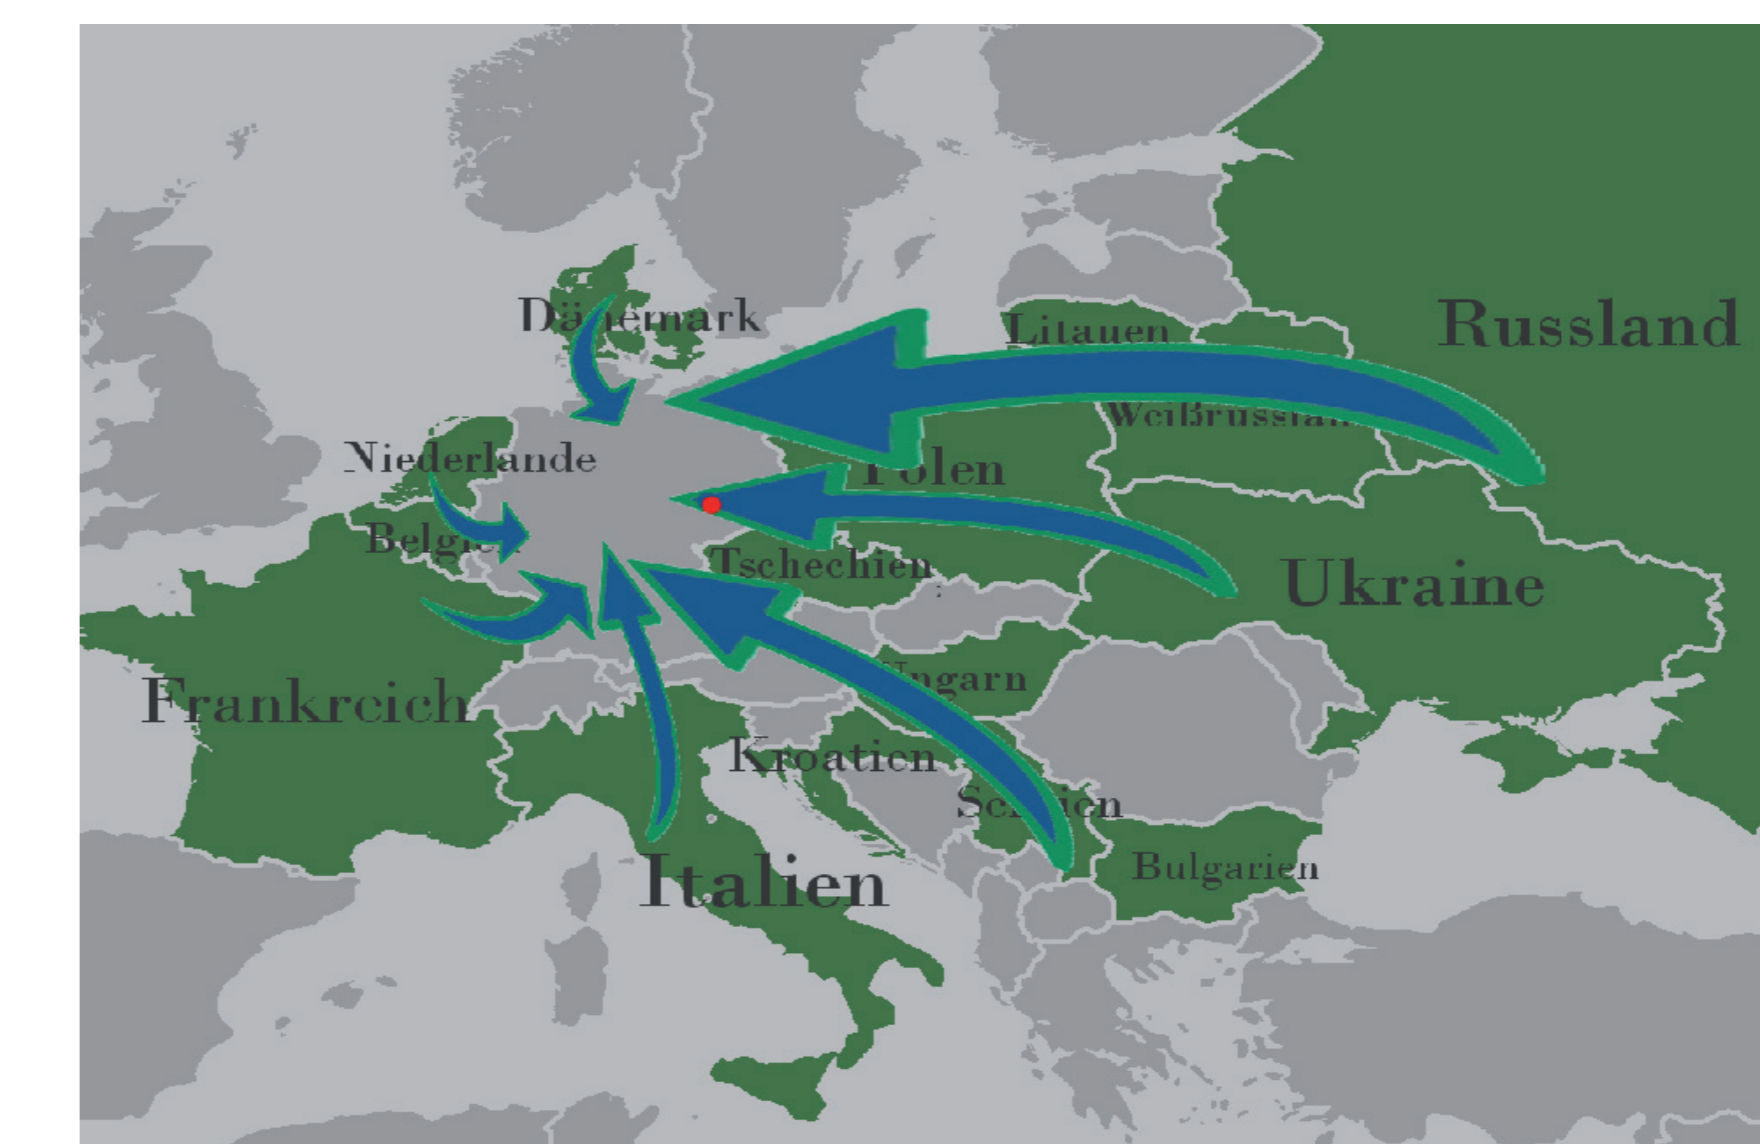 Dänemark
Litauen
Russland
Niederlande
Polen
Tschechien
Ukraine
Frankreich
Ungarn
Kroatien
Italien
Bulgarien